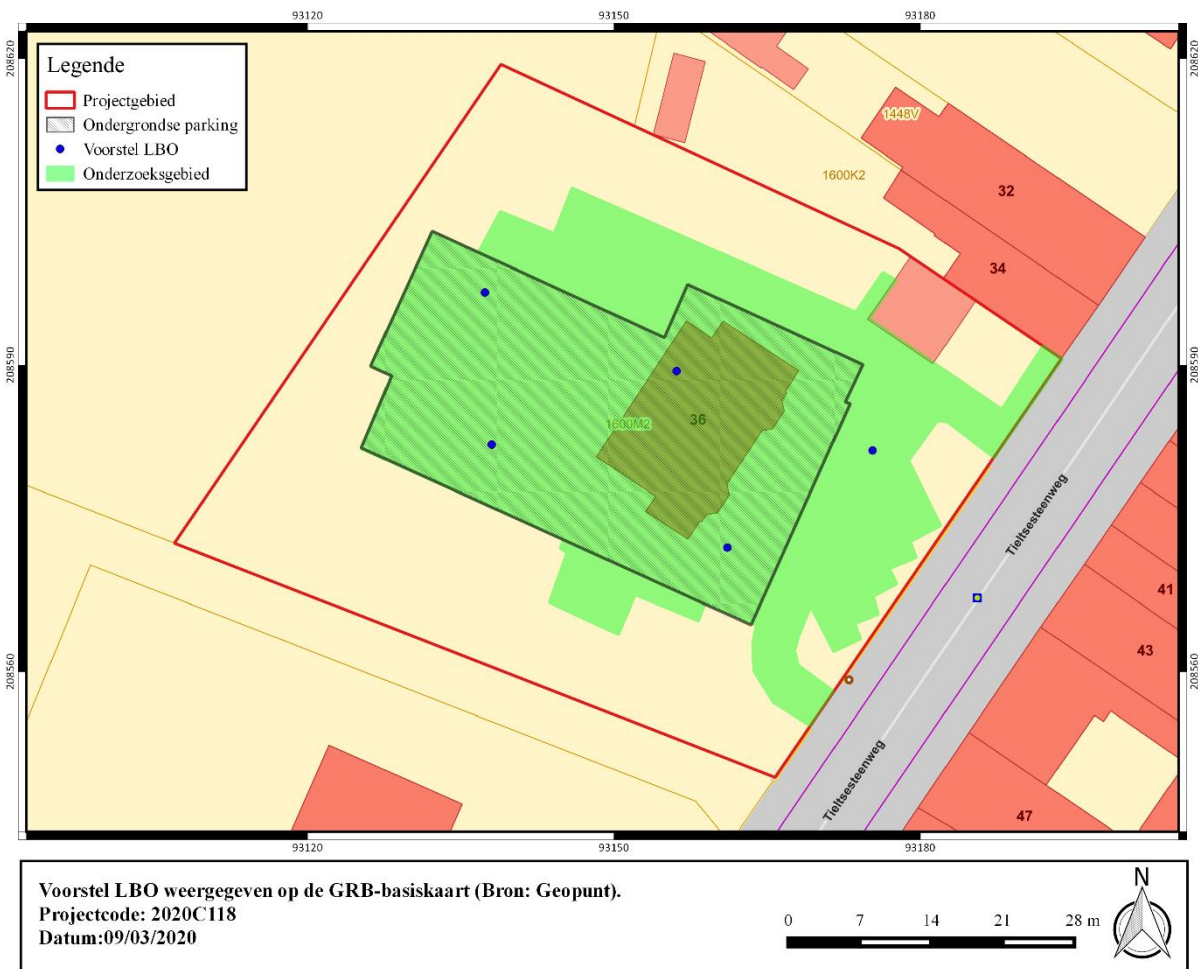 93120 93150 93180
208620 208620
Legende
Projectgebied
Ondergrondse parking
Voorstel LBO
Onderzoeksgebied
1448V
1600K2
32
34
208590 208590
1600M2 36
Tieltsesteenweg
41
43
208560 208560
Tieltsesteenweg
47
93120 93150 93180
Voorstel LBO weergegeven op de GRB-basiskaart (Bron: Geopunt).
Projectcode: 2020C118
Datum:09/03/2020
0 7 14 21 28 m
N